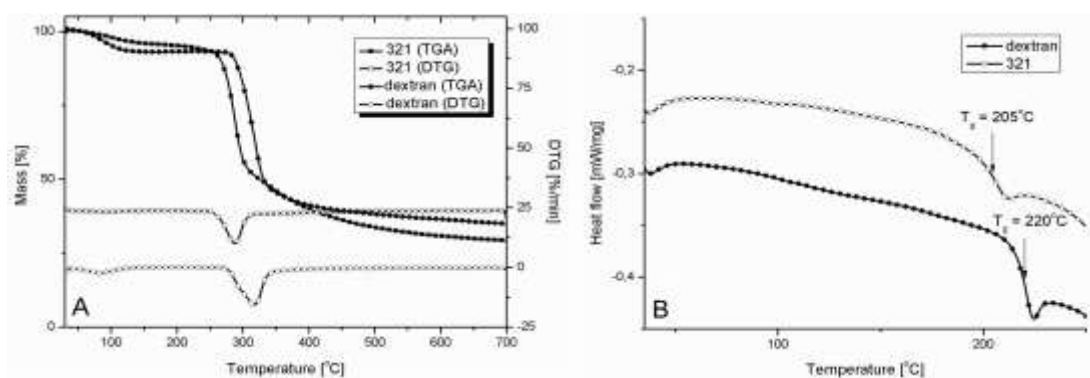 100
50
0
Mass [%]
0
100
200
300
400
500
600
700
Temperature [°C]
100
75
50
25
0
-25
DTG [%/min]
321 (TGA)
321 (DTG)
dextran (TGA)
dextran (DTG)
A
-0,2
-0,3
-0,4
Heat flow [mW/mg]
100
200
Temperature [°C]
dextran
321
Tg = 205°C
Tg = 220°C
B